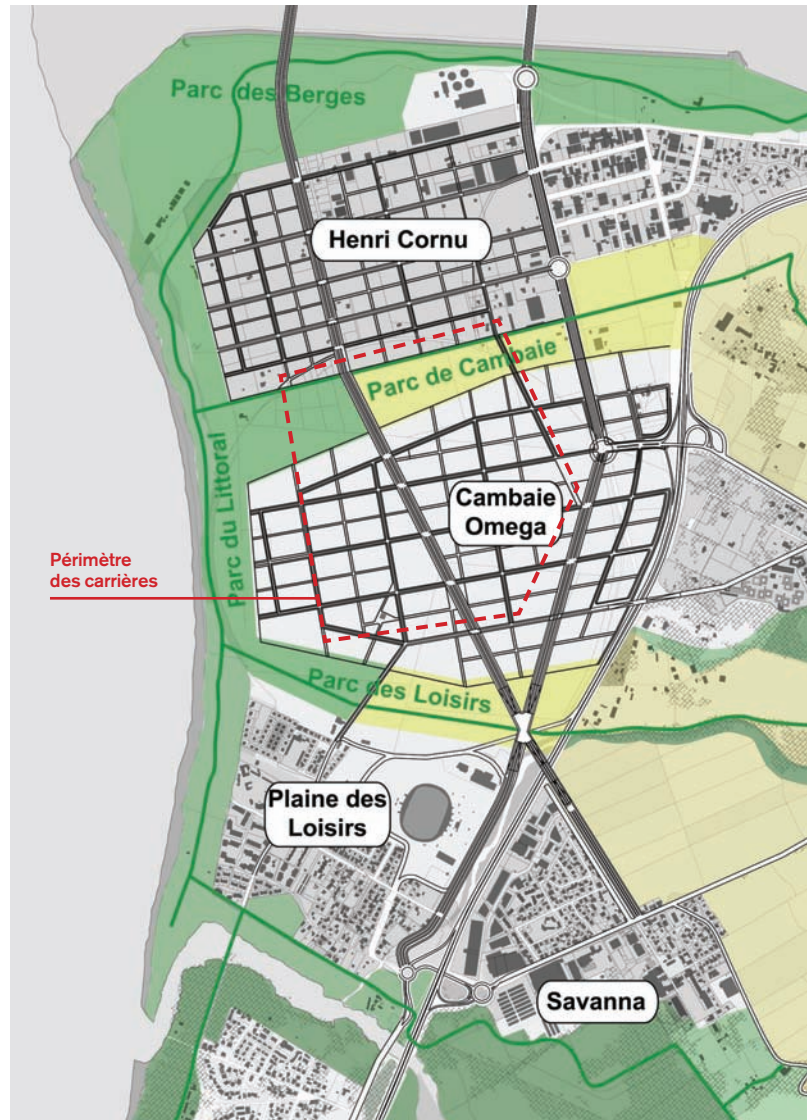 Parc des Berges
Henri Cornu
Parc de Cambaie
Parc du Littoral
Cambaie
Omega
Périmètre
des carrières
Parc des Loisirs
Plaine des
Loisirs
Savanna